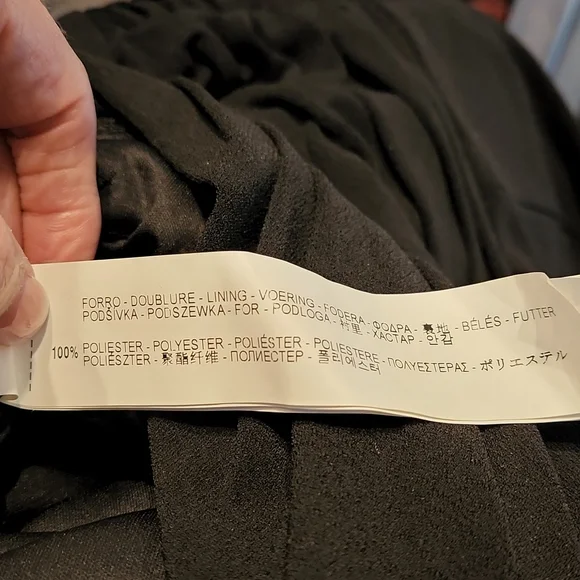 FORRO - DOUBLURE - LINING - VOERING - FODERA - ΦΟΔΡΑ - 裏地 - BÉLÉS - FUTTER
PODŠÍVKA - PODSZEWKA - FOR - PODLOGA - 衬里 - ХАСТАР - 안감
100% POLIESTER - POLYESTER - POLIÉSTER - POLIESTERE - ΠΟΛΥΕΣΤΕΡΑΣ - ポリエステル
POLIÉSZTER - 聚酯纤维 - ПОЛИЕСТЕР - 폴리에스터